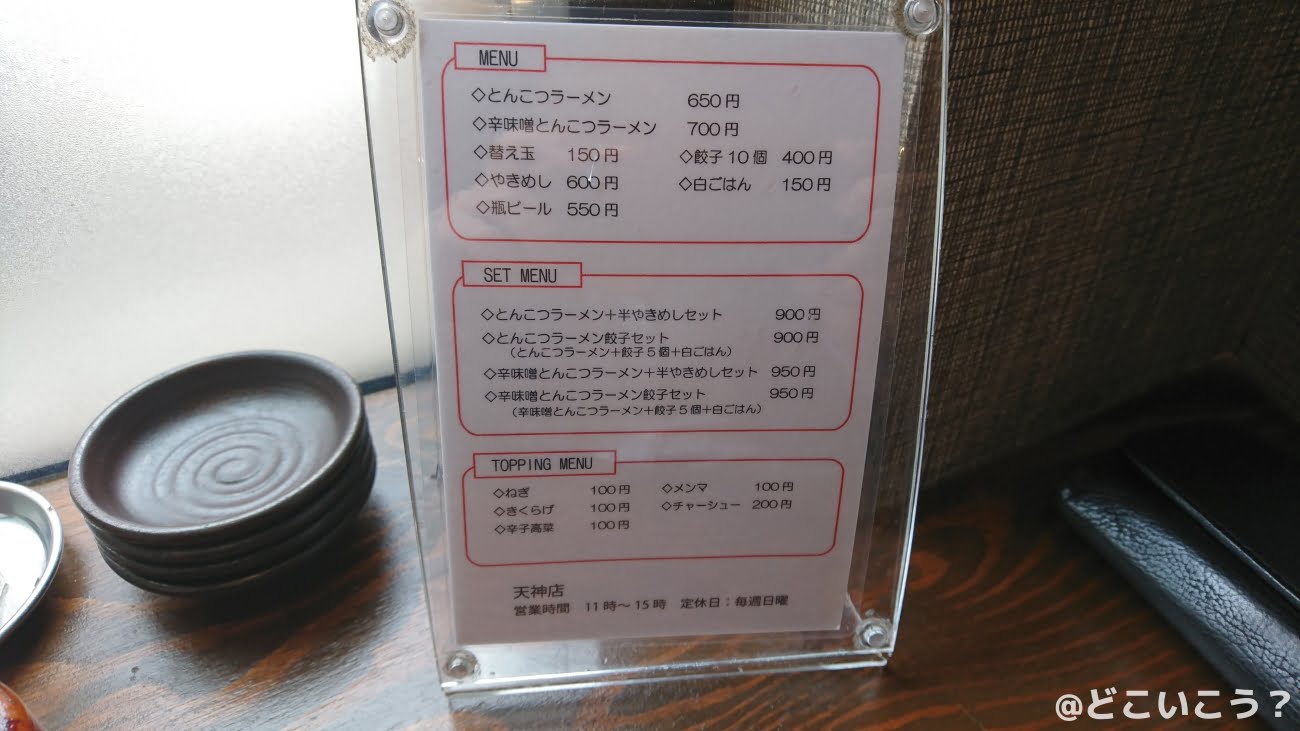 MENU
◇とんこつラーメン 650円
◇辛味噌とんこつラーメン 700円
◇替え玉 150円 ◇餃子10個 400円
◇やきめし 600円 ◇白ごはん 150円
◇瓶ビール 550円
SET MENU
◇とんこつラーメン＋半やきめしセット 900円
◇とんこつラーメン餃子セット 900円
（とんこつラーメン＋餃子5個＋白ごはん）
◇辛味噌とんこつラーメン＋半やきめしセット 950円
◇辛味噌とんこつラーメン餃子セット 950円
（辛味噌とんこつラーメン＋餃子5個＋白ごはん）
TOPPING MENU
◇ねぎ 100円 ◇メンマ 100円
◇きくらげ 100円 ◇チャーシュー 200円
◇辛子高菜 100円
天神店
営業時間 11時～15時 定休日：毎週日曜
@どこいこう？